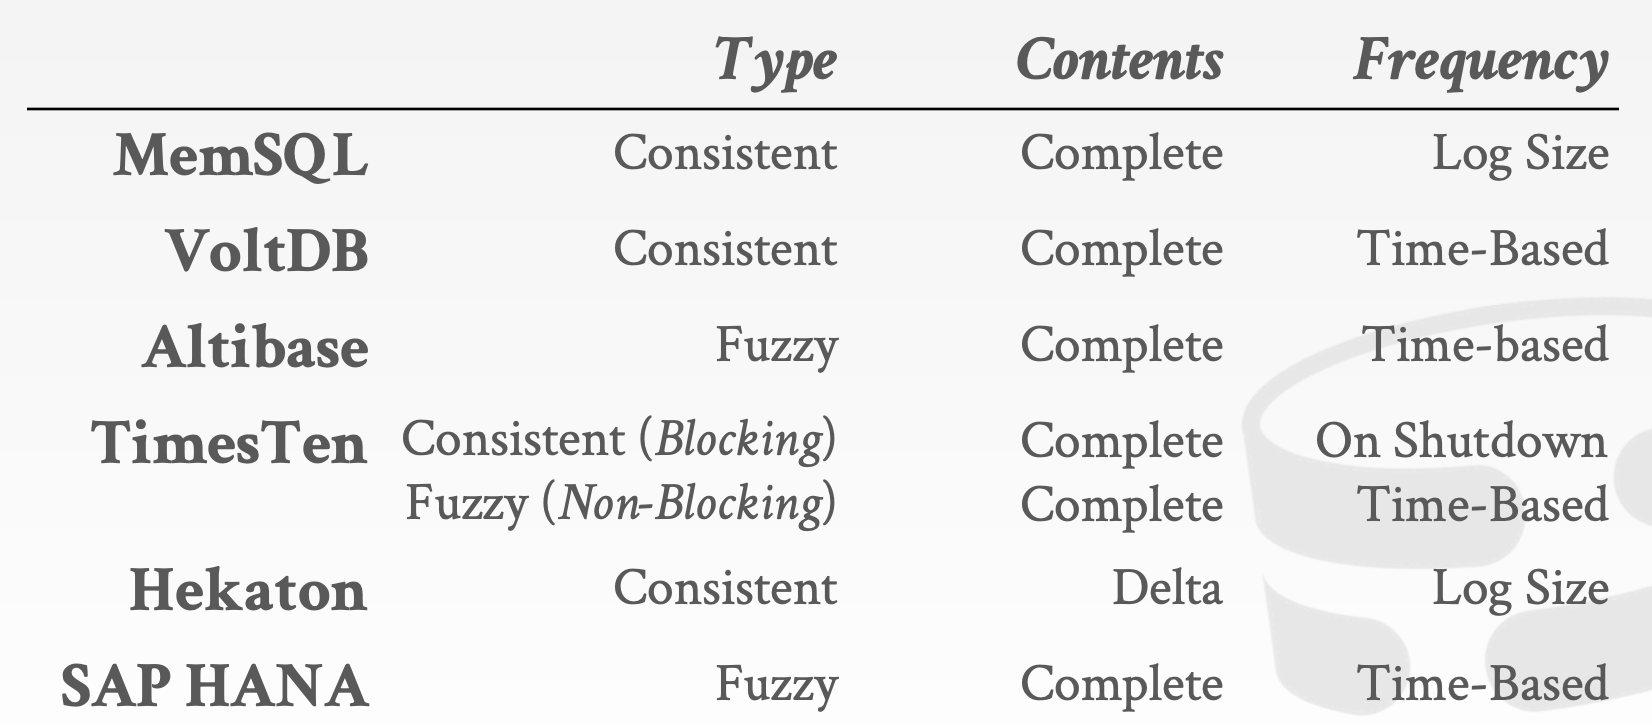 Type Contents Frequency
MemSQL Consistent Complete Log Size
VoltDB Consistent Complete Time-Based
Altibase Fuzzy Complete Time-based
TimesTen Consistent (Blocking) Complete On Shutdown
Fuzzy (Non-Blocking) Complete Time-Based
Hekaton Consistent Delta Log Size
SAP HANA Fuzzy Complete Time-Based